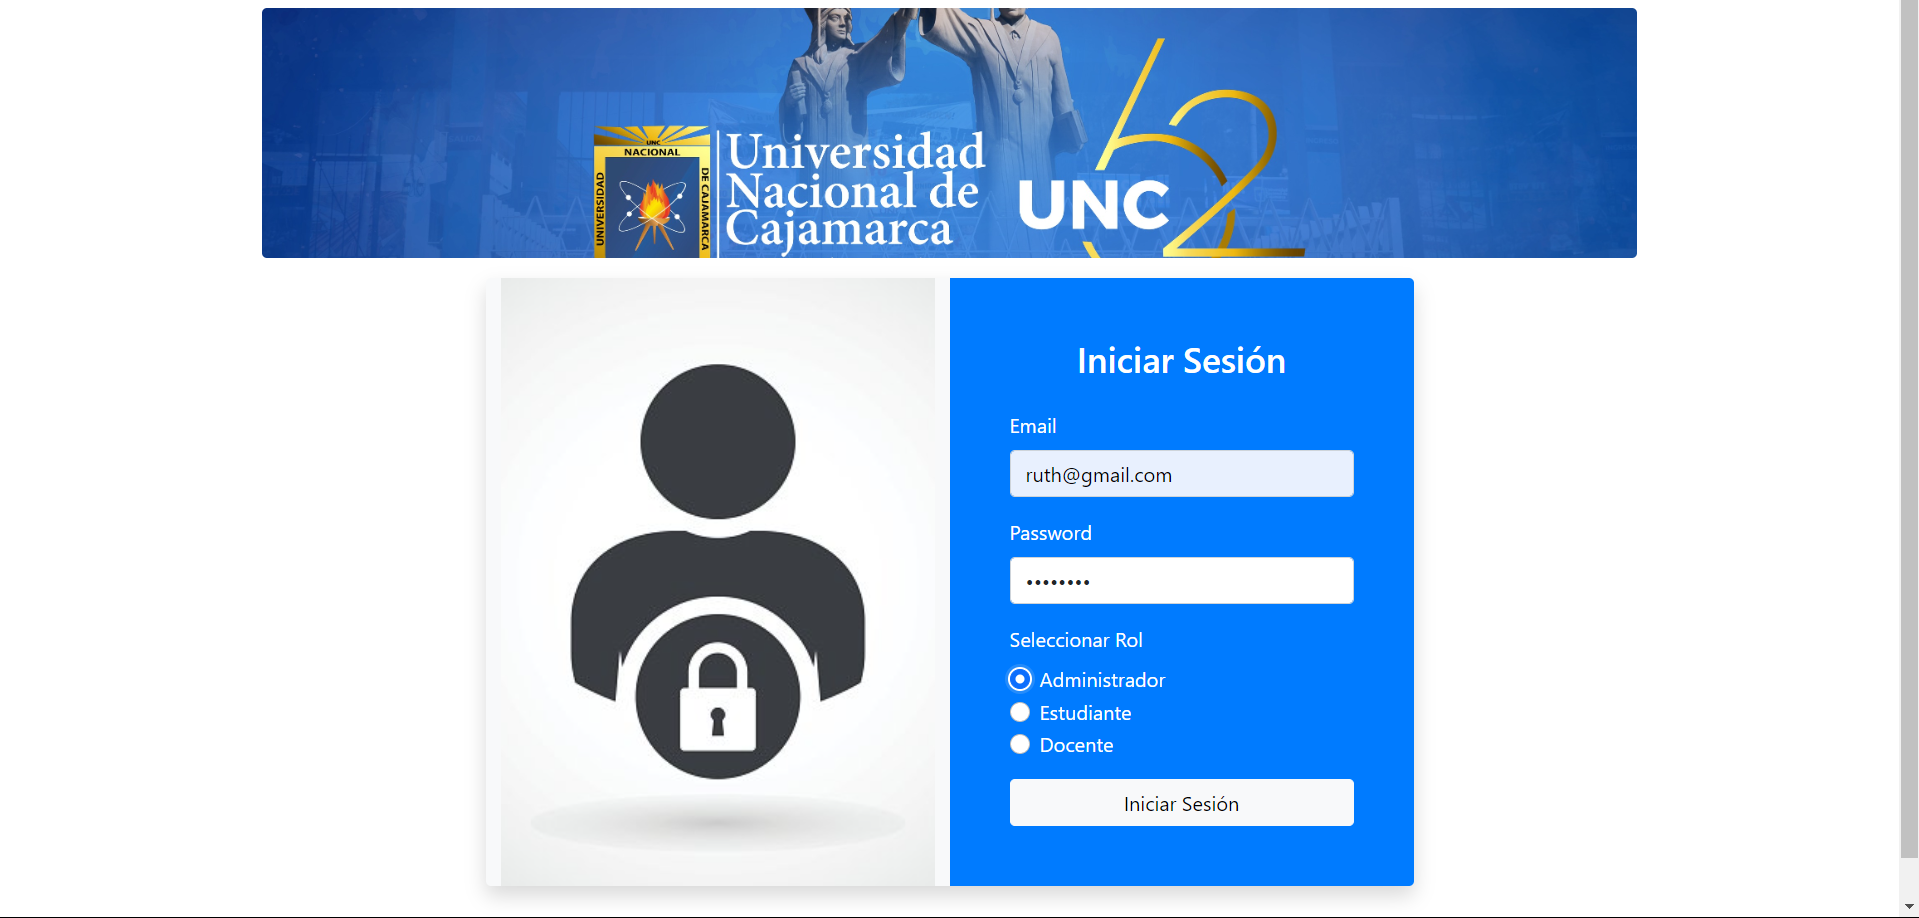 UNC
NACIONAL
UNIVERSIDAD
DE CAJAMARCA
Universidad
Nacional de
Cajamarca
UNC
62
Iniciar Sesión
Email
ruth@gmail.com
Password
••••••••
Seleccionar Rol
Administrador
Estudiante
Docente
Iniciar Sesión